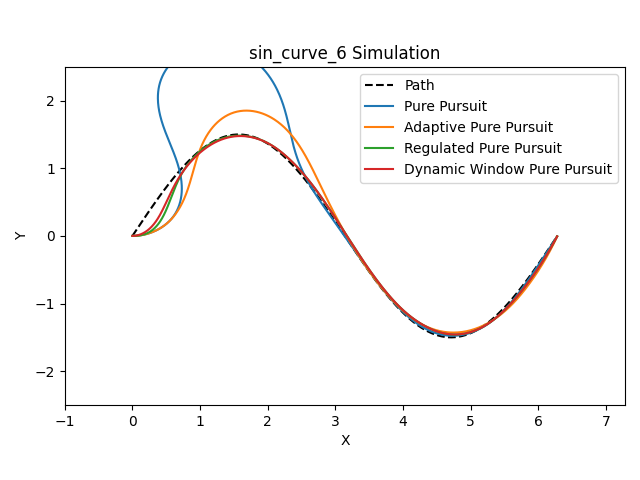 sin_curve_6 Simulation
Path
Pure Pursuit
Adaptive Pure Pursuit
Regulated Pure Pursuit
Dynamic Window Pure Pursuit
2
1
0
−1
−2
Y
−1 0 1 2 3 4 5 6 7
X